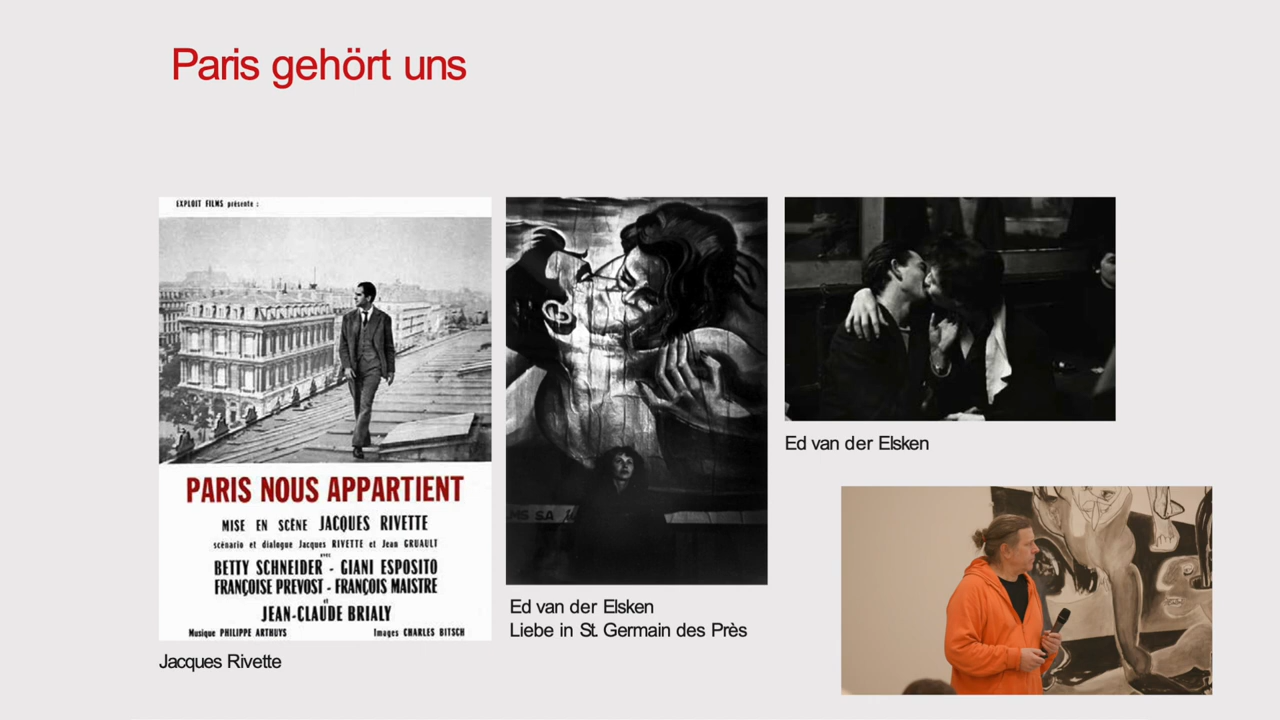 Paris gehört uns
EXPLOIT FILMS présente :
PARIS NOUS APPARTIENT
MISE EN SCÈNE JACQUES RIVETTE
scénario et dialogue Jacques RIVETTE et Jean GRUAULT
avec
BETTY SCHNEIDER - GIANI ESPOSITO
FRANÇOISE PREVOST - FRANÇOIS MAISTRE
et
JEAN-CLAUDE BRIALY
Musique PHILIPPE ARTHUYS Images CHARLES BITSCH
Jacques Rivette
Ed van der Elsken
Liebe in St. Germain des Près
Ed van der Elsken